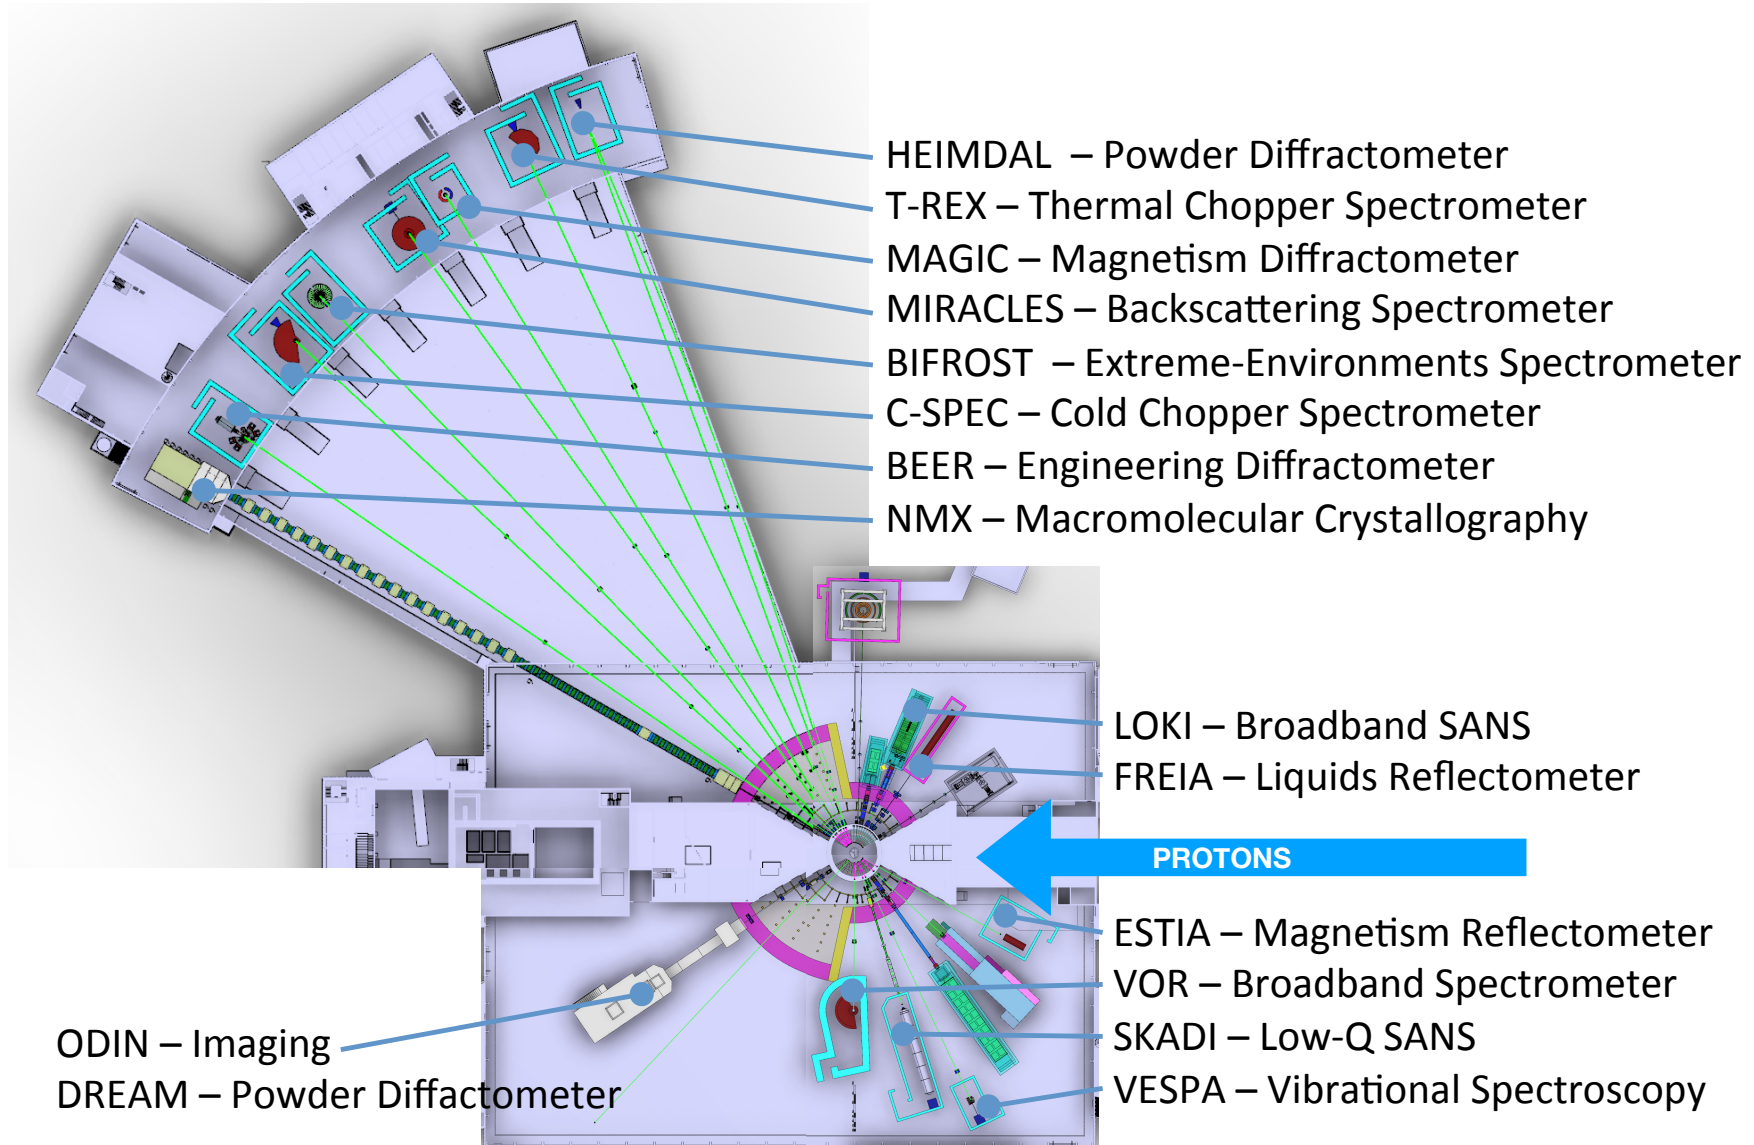 HEIMDAL – Powder Diffractometer
T-REX – Thermal Chopper Spectrometer
MAGIC – Magnetism Diffractometer
MIRACLES – Backscattering Spectrometer
BIFROST – Extreme-Environments Spectrometer
C-SPEC – Cold Chopper Spectrometer
BEER – Engineering Diffractometer
NMX – Macromolecular Crystallography
LOKI – Broadband SANS
FREIA – Liquids Reflectometer
PROTONS
ESTIA – Magnetism Reflectometer
VOR – Broadband Spectrometer
SKADI – Low-Q SANS
VESPA – Vibrational Spectroscopy
ODIN – Imaging
DREAM – Powder Diffactometer